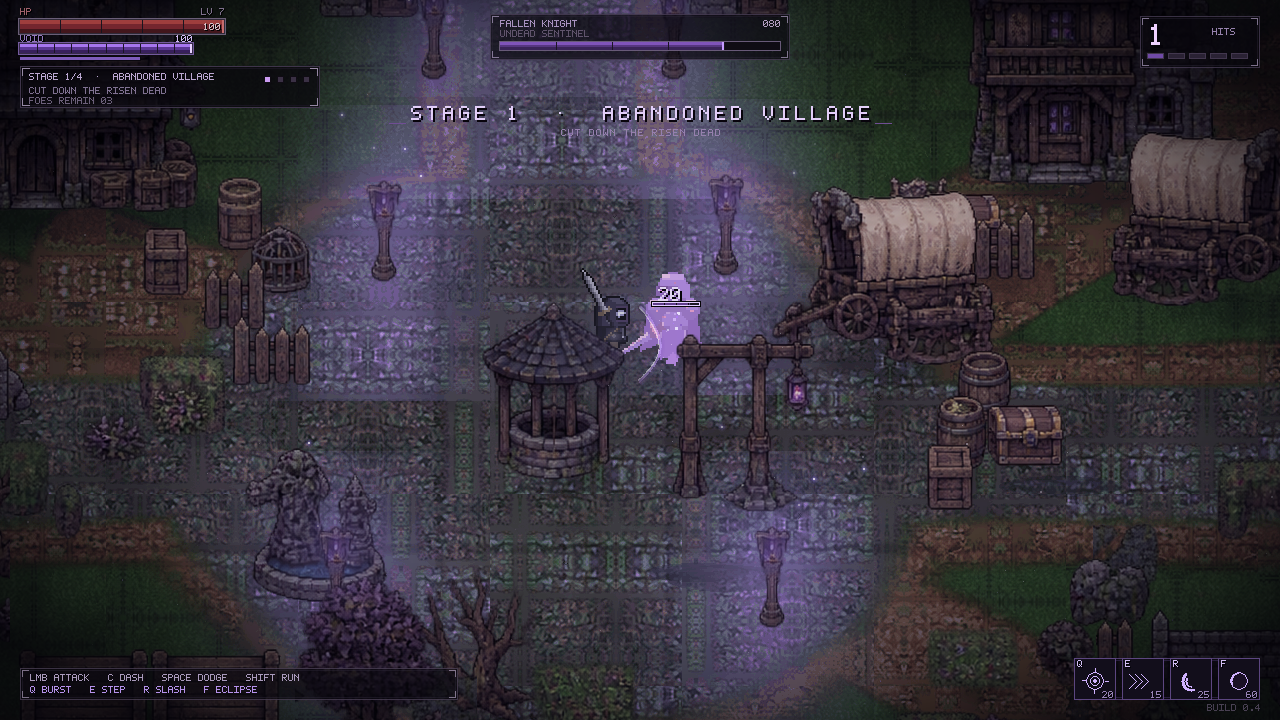 HP
LV 7
100
VOID
100
STAGE 1/4 · ABANDONED VILLAGE
CUT DOWN THE RISEN DEAD
FOES REMAIN 03
FALLEN KNIGHT
080
UNDEAD SENTINEL
1
HITS
STAGE 1 · ABANDONED VILLAGE_
CUT DOWN THE RISEN DEAD
20
LMB ATTACK C DASH SPACE DODGE SHIFT RUN
Q BURST E STEP R SLASH F ECLIPSE
Q
20
E
15
R
25
F
60
BUILD 0.4